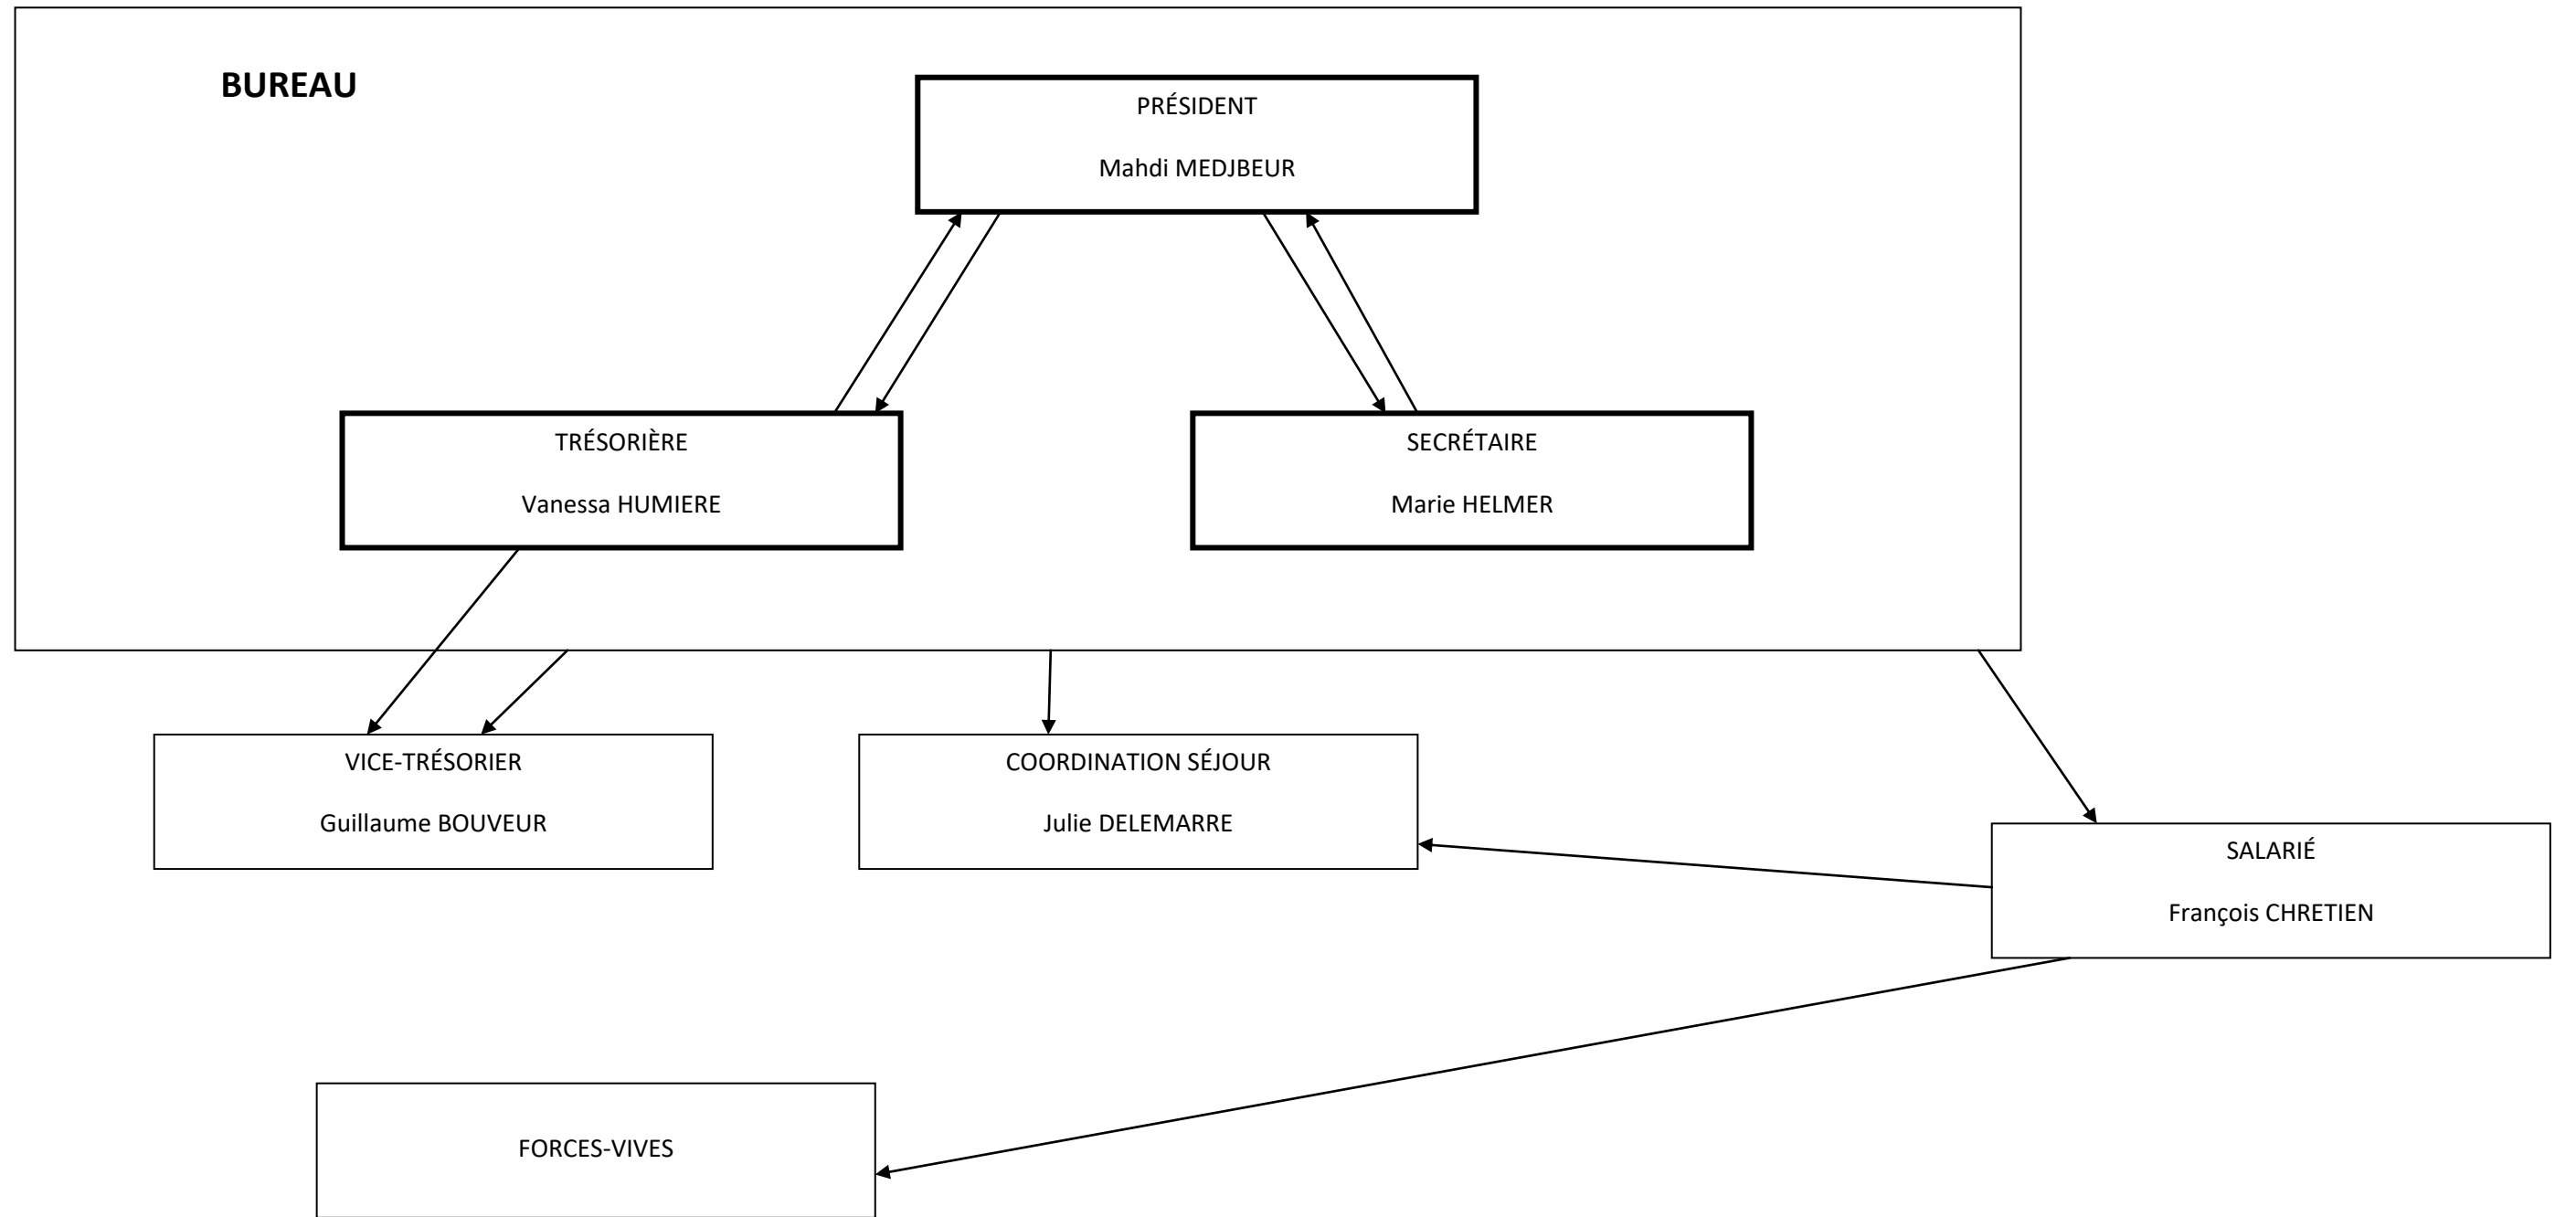 BUREAU
PRÉSIDENT
Mahdi MEDJBEUR
TRÉSORIÈRE
Vanessa HUMIERE
SECRÉTAIRE
Marie HELMER
VICE-TRÉSORIER
Guillaume BOUVEUR
COORDINATION SÉJOUR
Julie DELEMARRE
SALARIÉ
François CHRETIEN
FORCES-VIVES